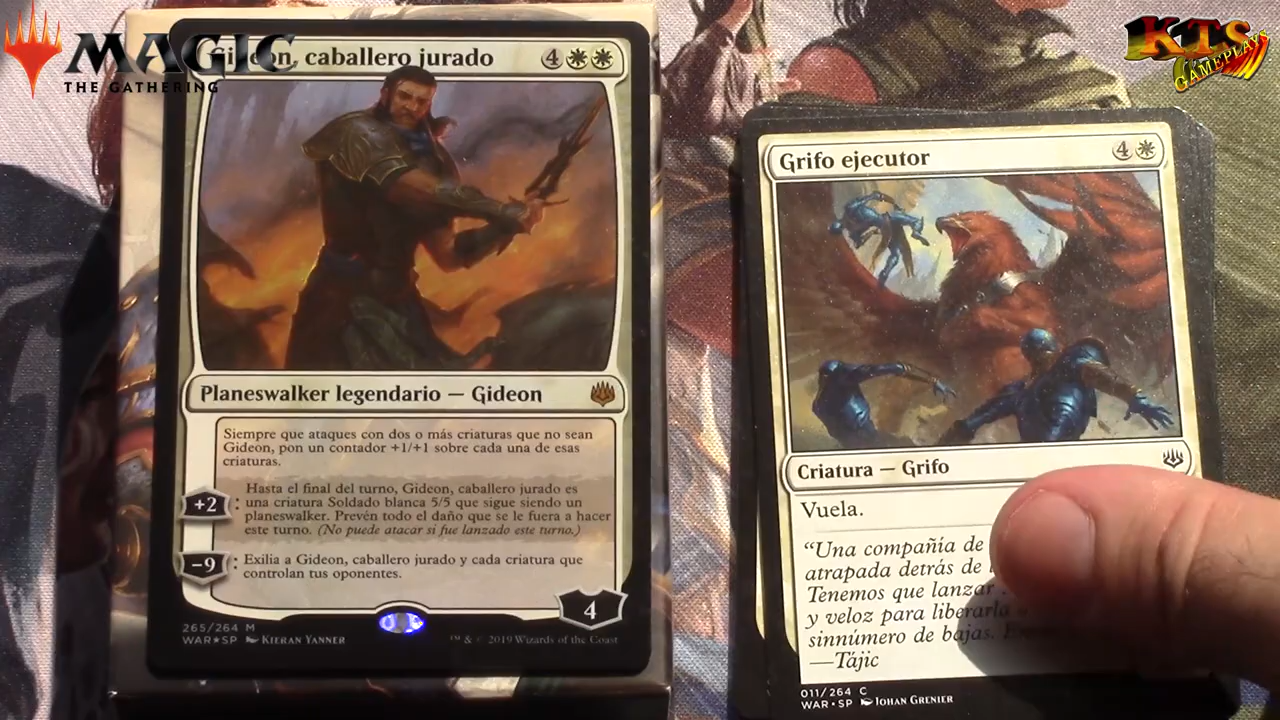 MAGIC
THE GATHERING
KTS
GAMEPLAYS
Gideon, caballero jurado 4
Planeswalker legendario — Gideon
Siempre que ataques con dos o más criaturas que no sean
Gideon, pon un contador +1/+1 sobre cada una de esas
criaturas.
+2: Hasta el final del turno, Gideon, caballero jurado es
una criatura Soldado blanca 5/5 que sigue siendo un
planeswalker. Prevén todo el daño que se le fuera a hacer
este turno. (No puede atacar si fue lanzado este turno.)
-9: Exilia a Gideon, caballero jurado y cada criatura que
controlan tus oponentes.
4
265/264 M
WAR★SP KIERAN YANNER
™ & © 2019 Wizards of the Coast
Grifo ejecutor 4
Criatura — Grifo
Vuela.
“Una compañía de
atrapada detrás de
Tenemos que lanzar
y veloz para liberarla
sinnúmero de bajas.
—Tájic
011/264 C
WAR • SP JOHAN GRENIER